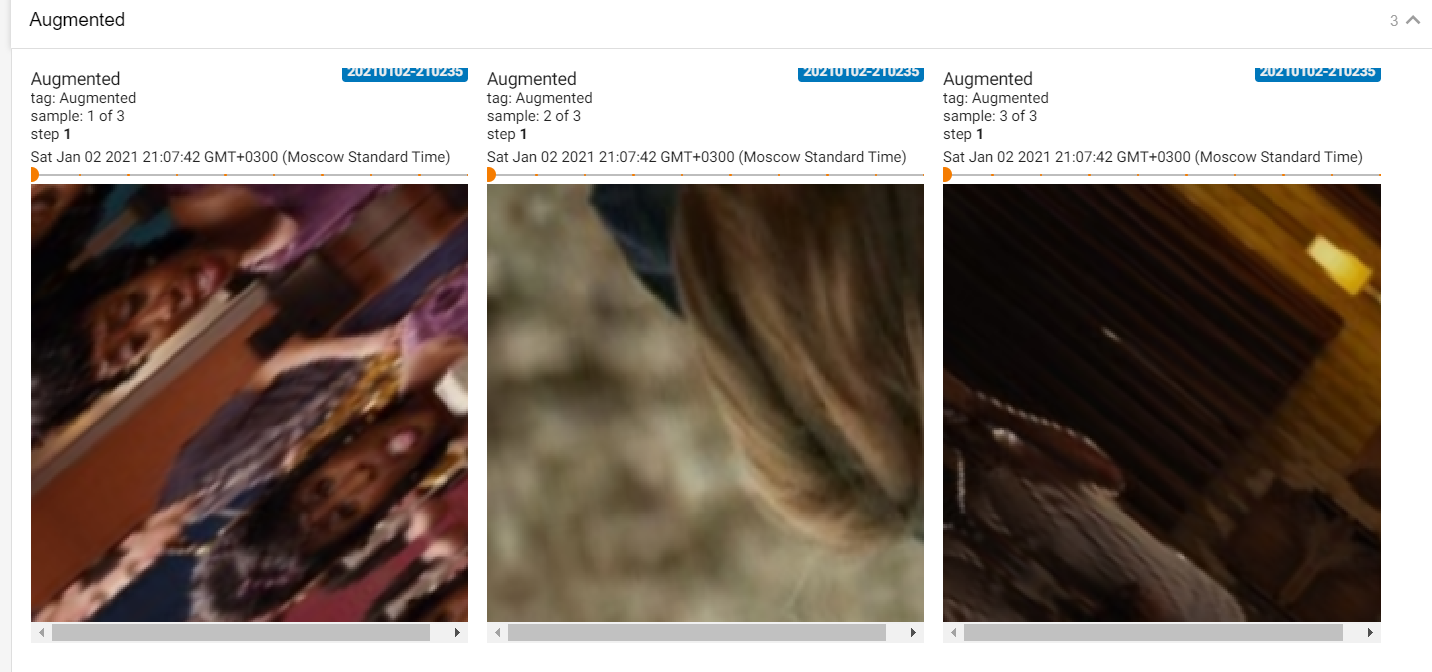 Augmented
3
Augmented
20210102-210235
tag: Augmented
sample: 1 of 3
step 1
Sat Jan 02 2021 21:07:42 GMT+0300 (Moscow Standard Time)
Augmented
20210102-210235
tag: Augmented
sample: 2 of 3
step 1
Sat Jan 02 2021 21:07:42 GMT+0300 (Moscow Standard Time)
Augmented
20210102-210235
tag: Augmented
sample: 3 of 3
step 1
Sat Jan 02 2021 21:07:42 GMT+0300 (Moscow Standard Time)